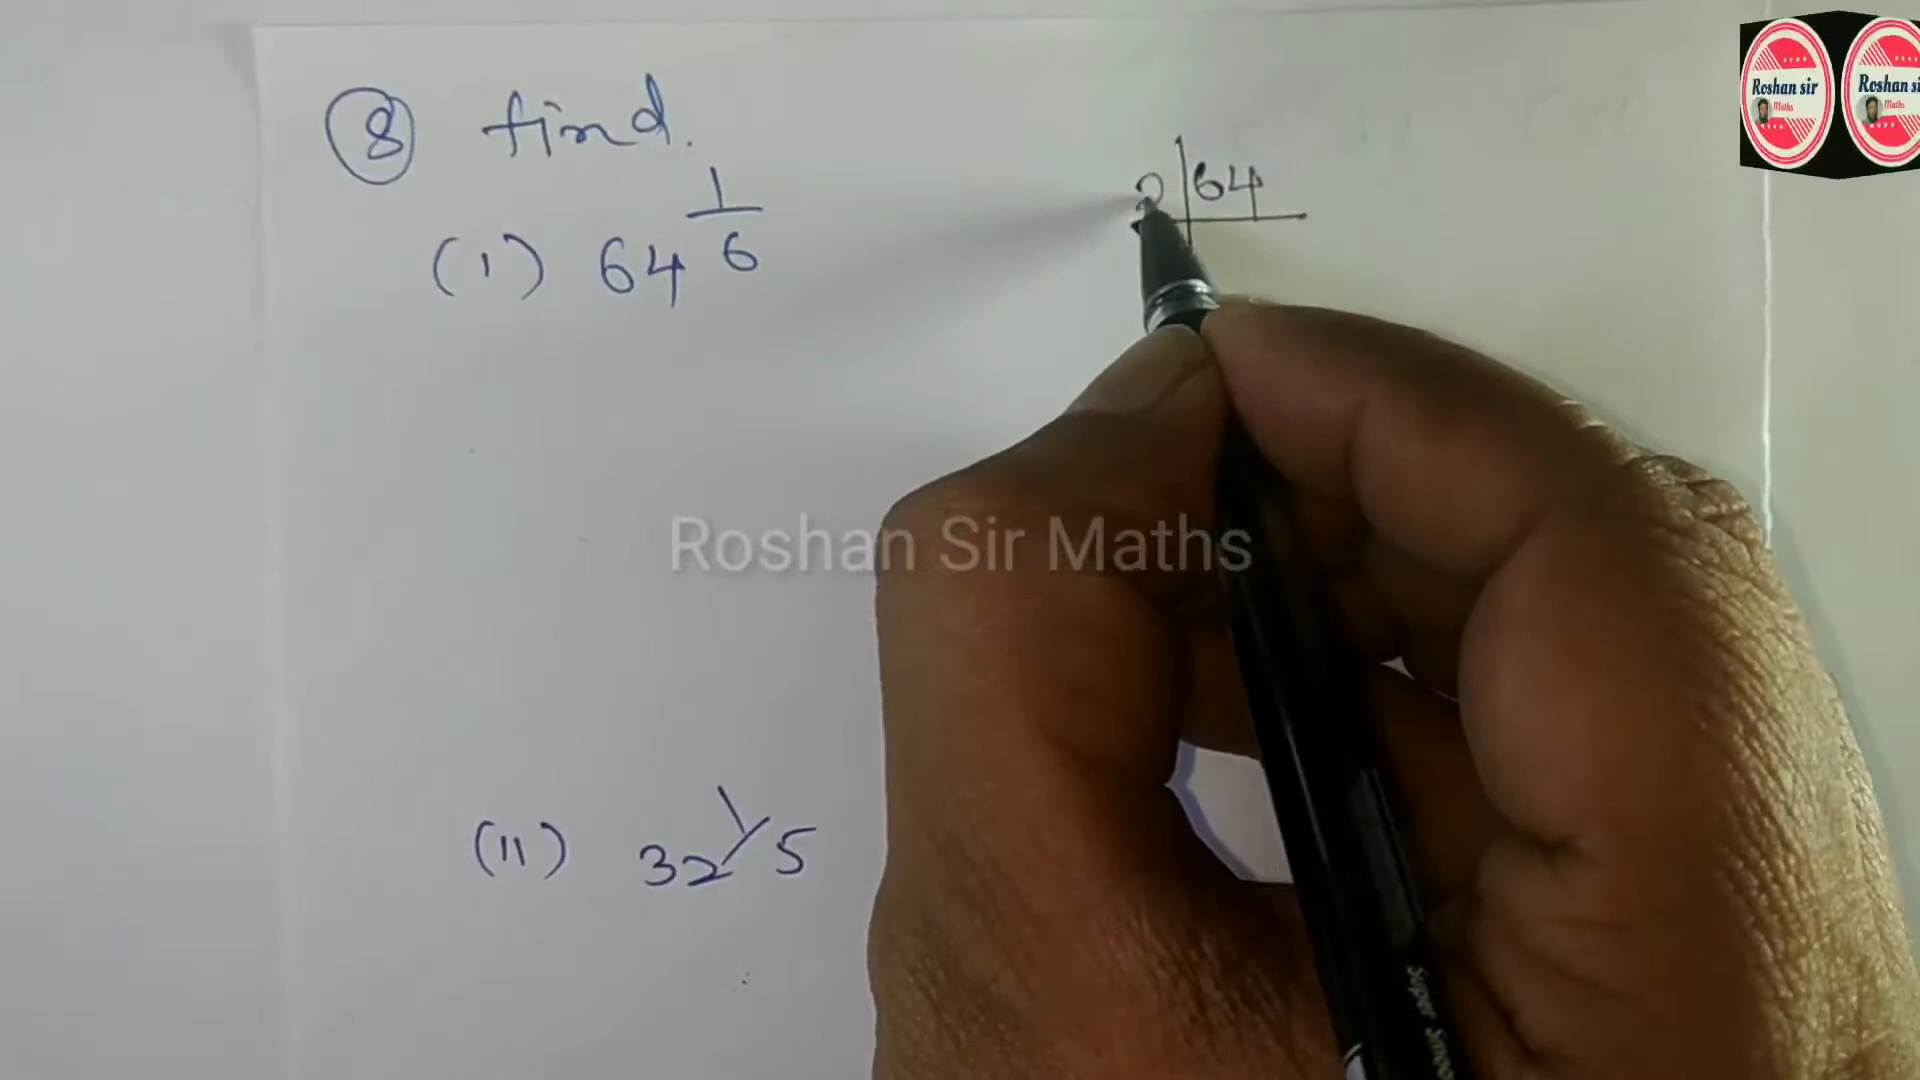 ⑧ find.
(I) 64^(1/6)
2 | 64
(II) 32^(1/5)
Roshan Sir Maths
Roshan sir
Maths
Roshan si
Maths